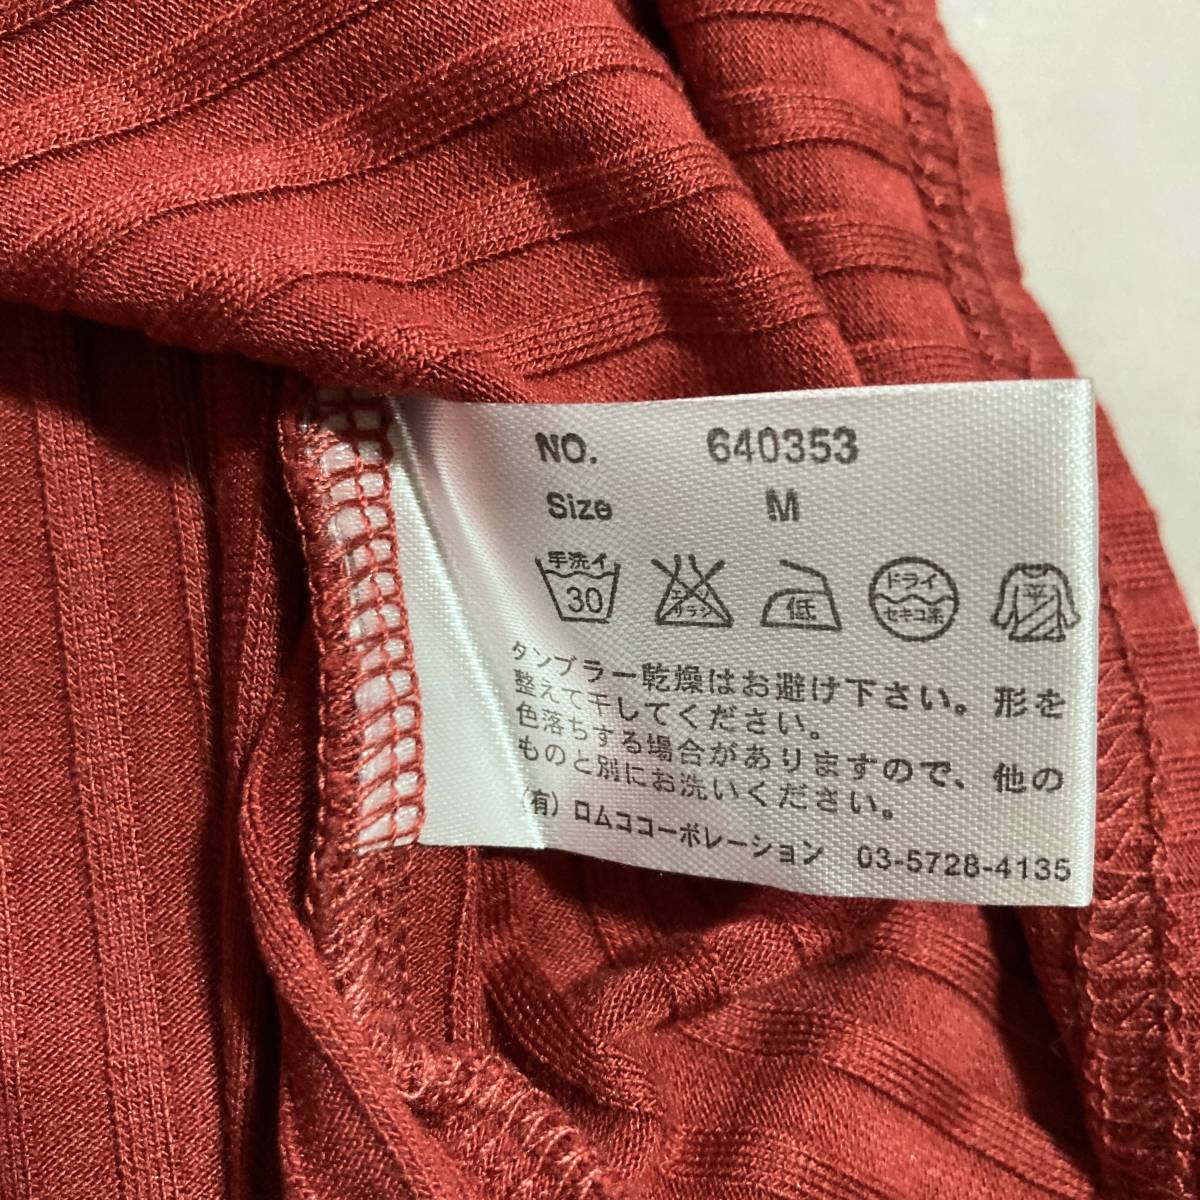 NO. 640353
Size M
手洗イ 30 エンソ サラシ 低 ドライ セキユ系 平
タンブラー乾燥はお避け下さい。形を
整えて干してください。
色落ちする場合がありますので、他の
ものと別にお洗いください。
(有) ロムココーポレーション 03-5728-4135